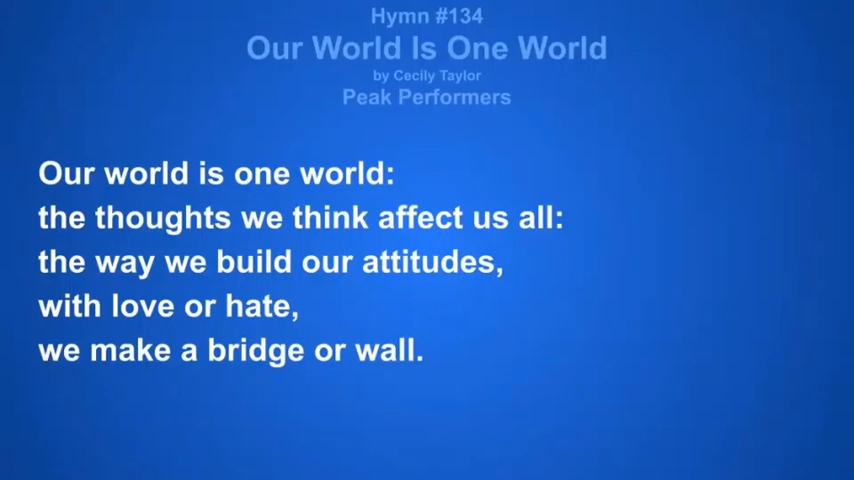 Hymn #134
Our World Is One World
by Cecily Taylor
Peak Performers
Our world is one world:
the thoughts we think affect us all:
the way we build our attitudes,
with love or hate,
we make a bridge or wall.